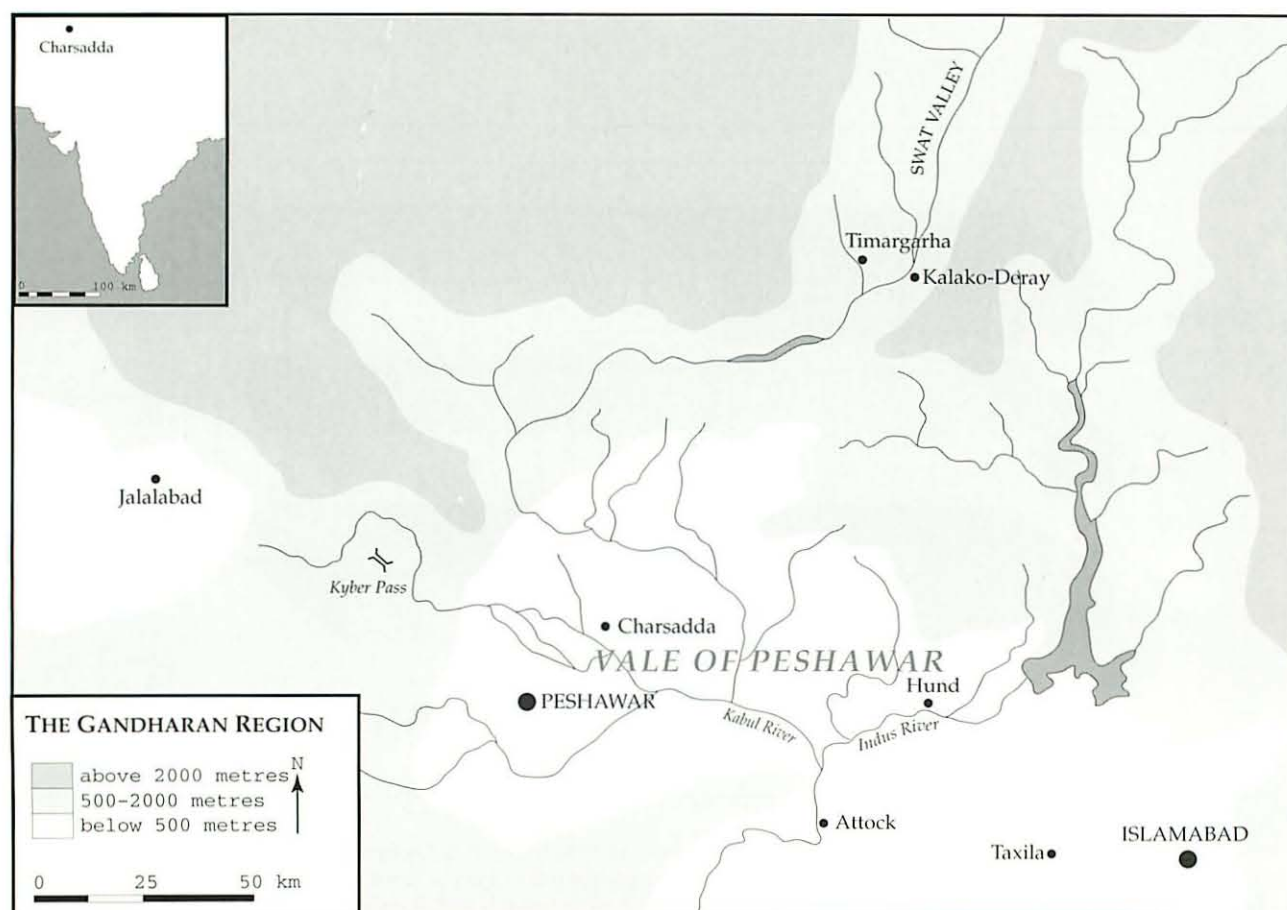 Charsadda
0 100 km
SWAT VALLEY
Timargarha
Kalako-Deray
Jalalabad
Kyber Pass
Charsadda
VALE OF PESHAWAR
Hund
PESHAWAR
Kabul River
Indus River
THE GANDHARAN REGION
above 2000 metres
N
500-2000 metres
below 500 metres
0 25 50 km
Attock
Taxila
ISLAMABAD